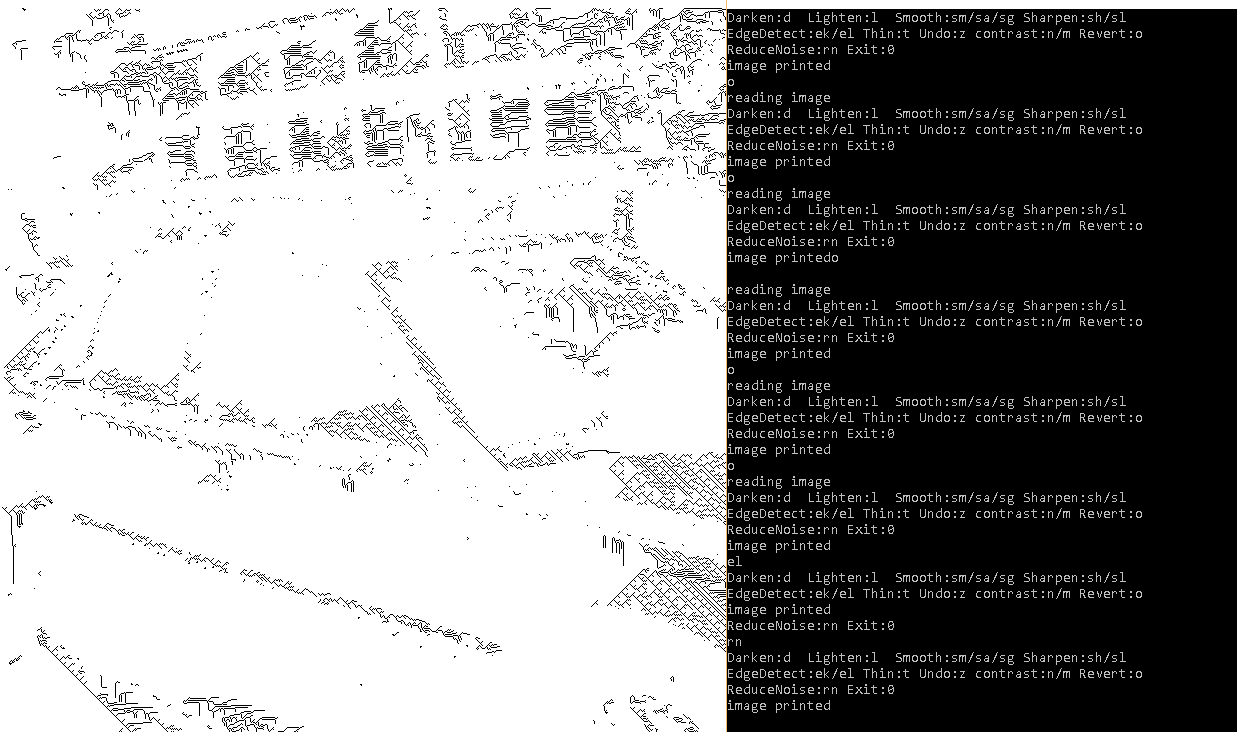 Darken:d  Lighten:l  Smooth:sm/sa/sg Sharpen:sh/sl
EdgeDetect:ek/el Thin:t Undo:z contrast:n/m Revert:o
ReduceNoise:rn Exit:0
image printed
o
reading image
Darken:d  Lighten:l  Smooth:sm/sa/sg Sharpen:sh/sl
EdgeDetect:ek/el Thin:t Undo:z contrast:n/m Revert:o
ReduceNoise:rn Exit:0
image printed
o
reading image
Darken:d  Lighten:l  Smooth:sm/sa/sg Sharpen:sh/sl
EdgeDetect:ek/el Thin:t Undo:z contrast:n/m Revert:o
ReduceNoise:rn Exit:0
image printedo
reading image
Darken:d  Lighten:l  Smooth:sm/sa/sg Sharpen:sh/sl
EdgeDetect:ek/el Thin:t Undo:z contrast:n/m Revert:o
ReduceNoise:rn Exit:0
image printed
o
reading image
Darken:d  Lighten:l  Smooth:sm/sa/sg Sharpen:sh/sl
EdgeDetect:ek/el Thin:t Undo:z contrast:n/m Revert:o
ReduceNoise:rn Exit:0
image printed
o
reading image
Darken:d  Lighten:l  Smooth:sm/sa/sg Sharpen:sh/sl
EdgeDetect:ek/el Thin:t Undo:z contrast:n/m Revert:o
ReduceNoise:rn Exit:0
image printed
el
Darken:d  Lighten:l  Smooth:sm/sa/sg Sharpen:sh/sl
EdgeDetect:ek/el Thin:t Undo:z contrast:n/m Revert:o
image printed
ReduceNoise:rn Exit:0
rn
Darken:d  Lighten:l  Smooth:sm/sa/sg Sharpen:sh/sl
EdgeDetect:ek/el Thin:t Undo:z contrast:n/m Revert:o
ReduceNoise:rn Exit:0
image printed